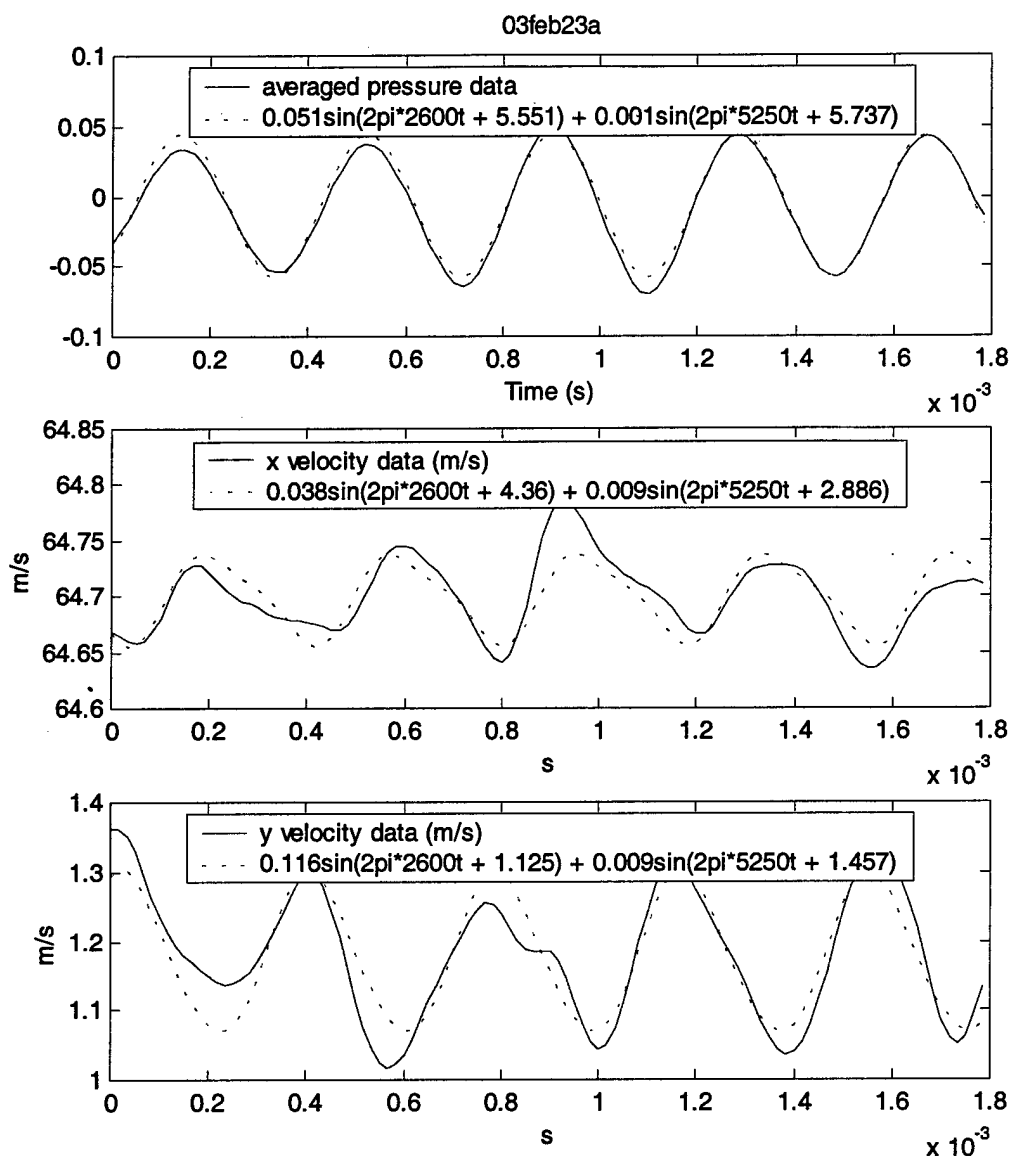 03feb23a
0.1
averaged pressure data
0.051sin(2pi*2600t + 5.551) + 0.001sin(2pi*5250t + 5.737)
0.05
0
-0.05
-0.1
0 0.2 0.4 0.6 0.8 1 1.2 1.4 1.6 1.8
Time (s)
x 10-3
64.85
x velocity data (m/s)
0.038sin(2pi*2600t + 4.36) + 0.009sin(2pi*5250t + 2.886)
64.8
64.75
m/s
64.7
64.65
64.6
0 0.2 0.4 0.6 0.8 1 1.2 1.4 1.6 1.8
s
x 10-3
1.4
y velocity data (m/s)
0.116sin(2pi*2600t + 1.125) + 0.009sin(2pi*5250t + 1.457)
1.3
m/s
1.2
1.1
1
0 0.2 0.4 0.6 0.8 1 1.2 1.4 1.6 1.8
s
x 10-3